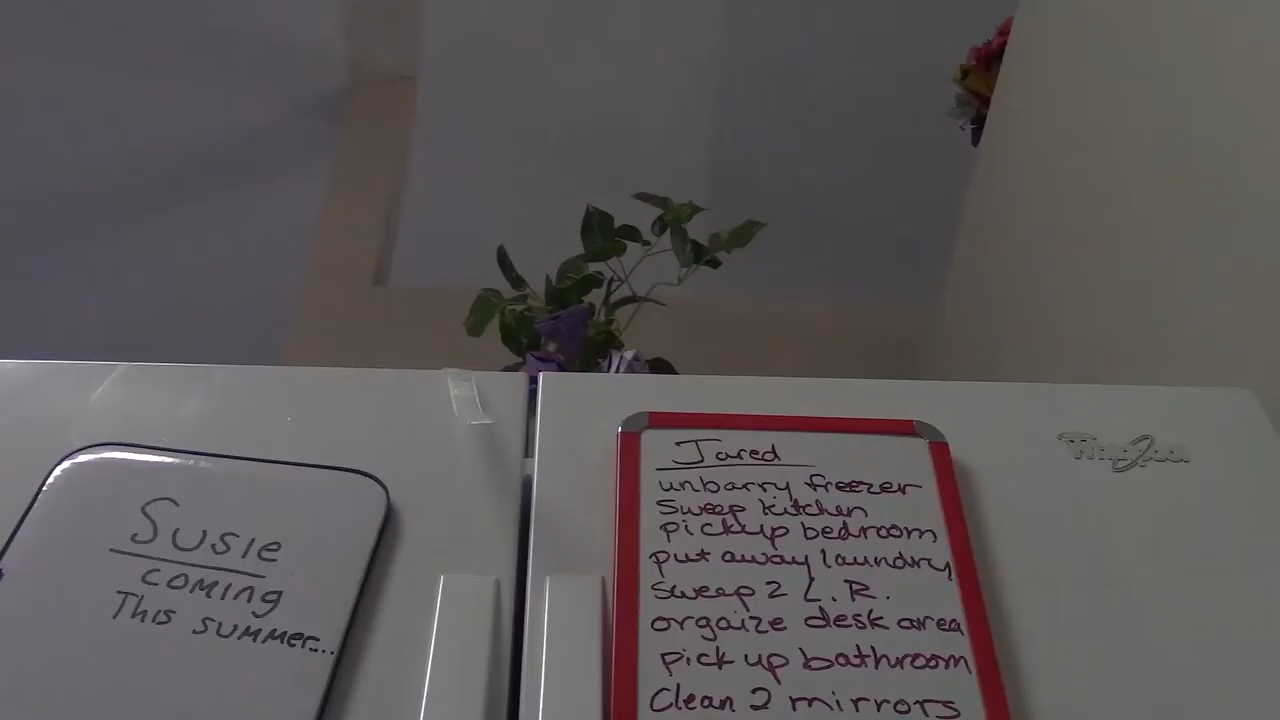 Susie
coming
This summer...
Jared
unbarry freezer
sweep kitchen
pickup bedroom
put away laundry
sweep 2 L.R.
orgaize desk area
pick up bathroom
Clean 2 mirrors